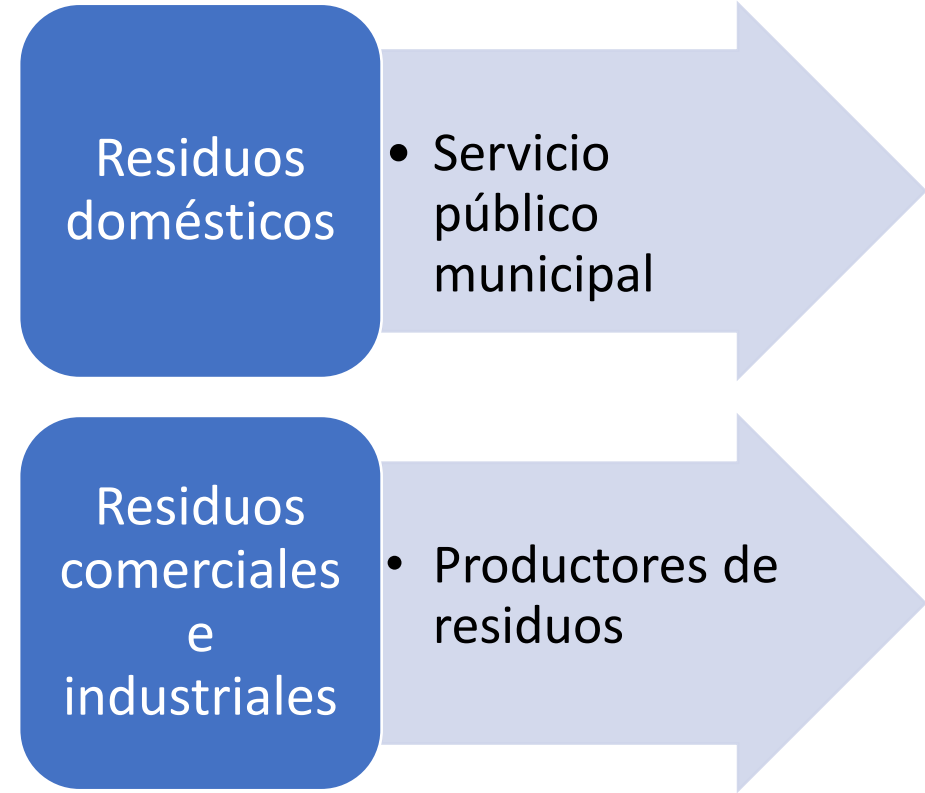 Residuos
domésticos
• Servicio
público
municipal
Residuos
comerciales
e
industriales
• Productores de
residuos